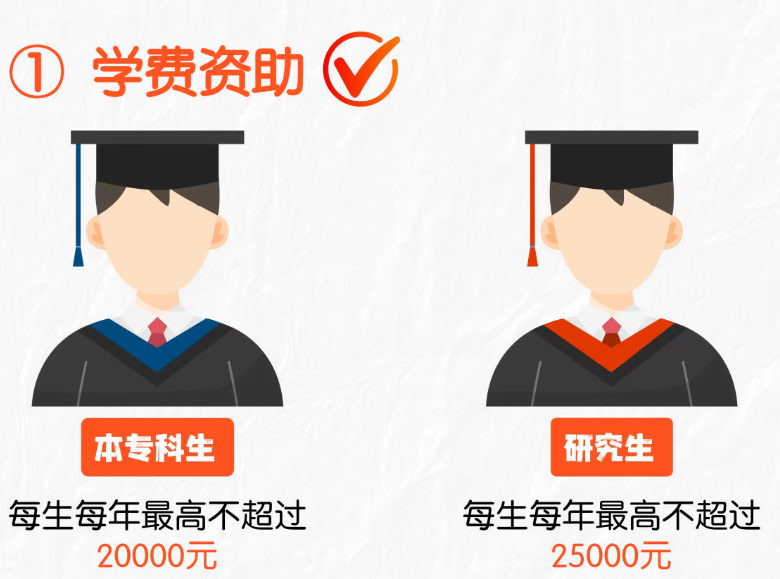 ① 学费资助
本专科生
研究生
每生每年最高不超过
20000元
每生每年最高不超过
25000元